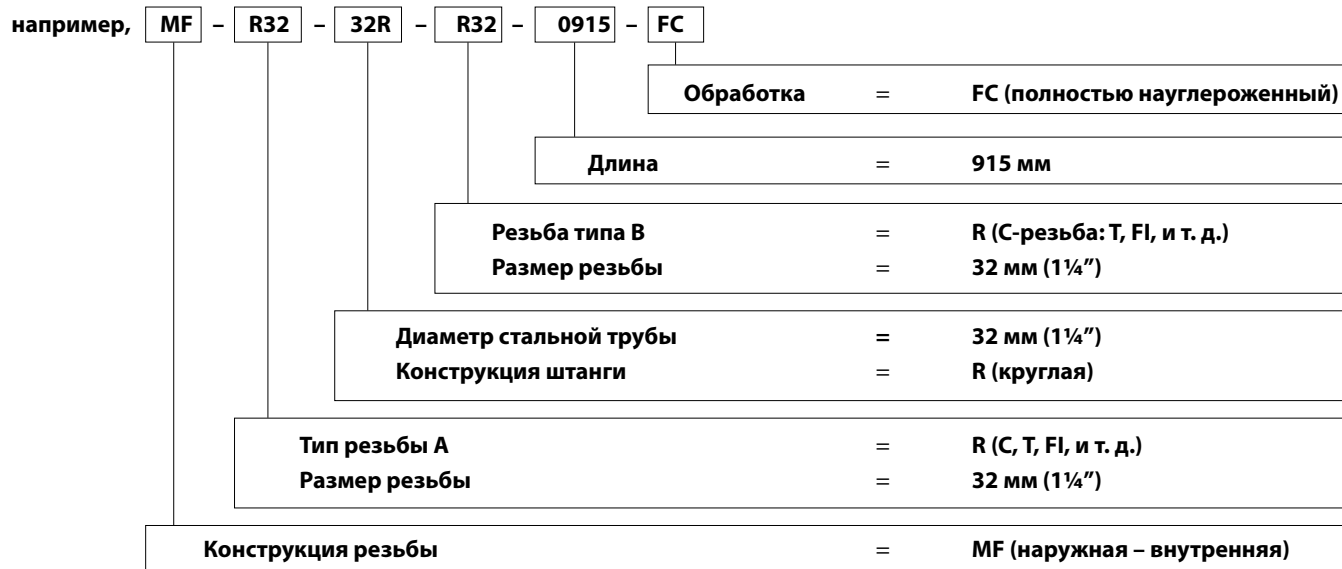 например, MF – R32 – 32R – R32 – 0915 – FC
Обработка = FC (полностью науглероженный)
Длина = 915 мм
Резьба типа В = R (С-резьба: Т, FI, и т. д.)
Размер резьбы = 32 мм (1¼”)
Диаметр стальной трубы = 32 мм (1¼”)
Конструкция штанги = R (круглая)
Тип резьбы А = R (С, Т, FI, и т. д.)
Размер резьбы = 32 мм (1¼”)
Конструкция резьбы = MF (наружная – внутренняя)